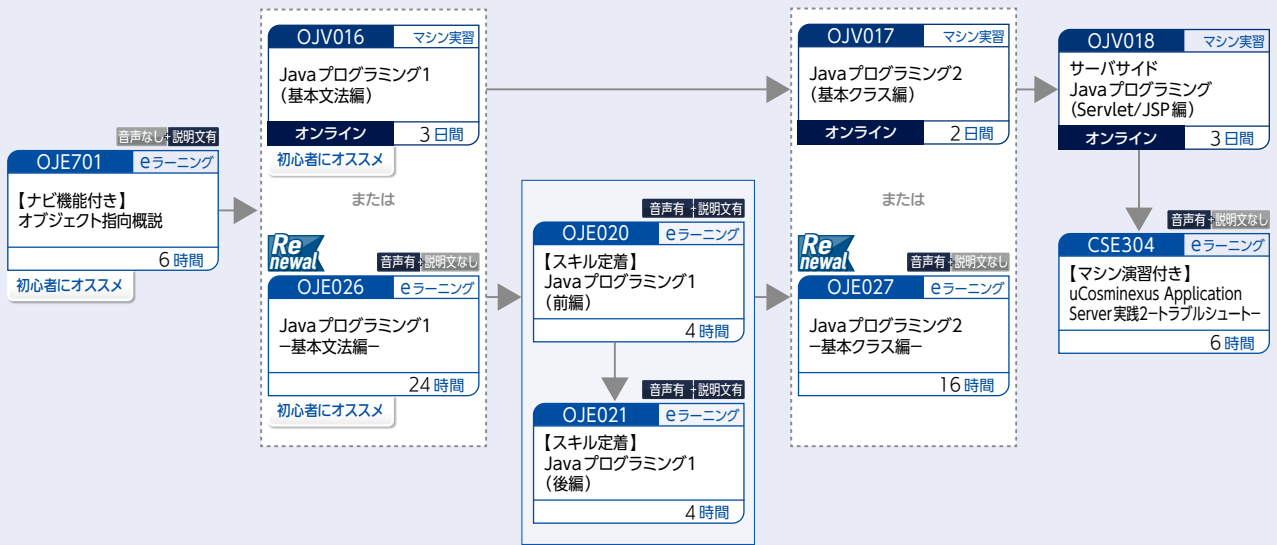 音声なし+説明文有
OJE701 eラーニング
【ナビ機能付き】
オブジェクト指向概説
6時間
初心者にオススメ
OJV016 マシン実習
Javaプログラミング1
（基本文法編）
オンライン 3日間
初心者にオススメ
または
Re
newal
音声有+説明文なし
OJE026 eラーニング
Javaプログラミング1
−基本文法編−
24時間
初心者にオススメ
音声有+説明文有
OJE020 eラーニング
【スキル定着】
Javaプログラミング1
（前編）
4時間
音声有+説明文有
OJE021 eラーニング
【スキル定着】
Javaプログラミング1
（後編）
4時間
OJV017 マシン実習
Javaプログラミング2
（基本クラス編）
オンライン 2日間
または
Re
newal
音声有+説明文なし
OJE027 eラーニング
Javaプログラミング2
−基本クラス編−
16時間
OJV018 マシン実習
サーバサイド
Javaプログラミング
（Servlet/JSP編）
オンライン 3日間
音声有+説明文なし
CSE304 eラーニング
【マシン演習付き】
uCosminexus Application
Server実践2−トラブルシュート−
6時間